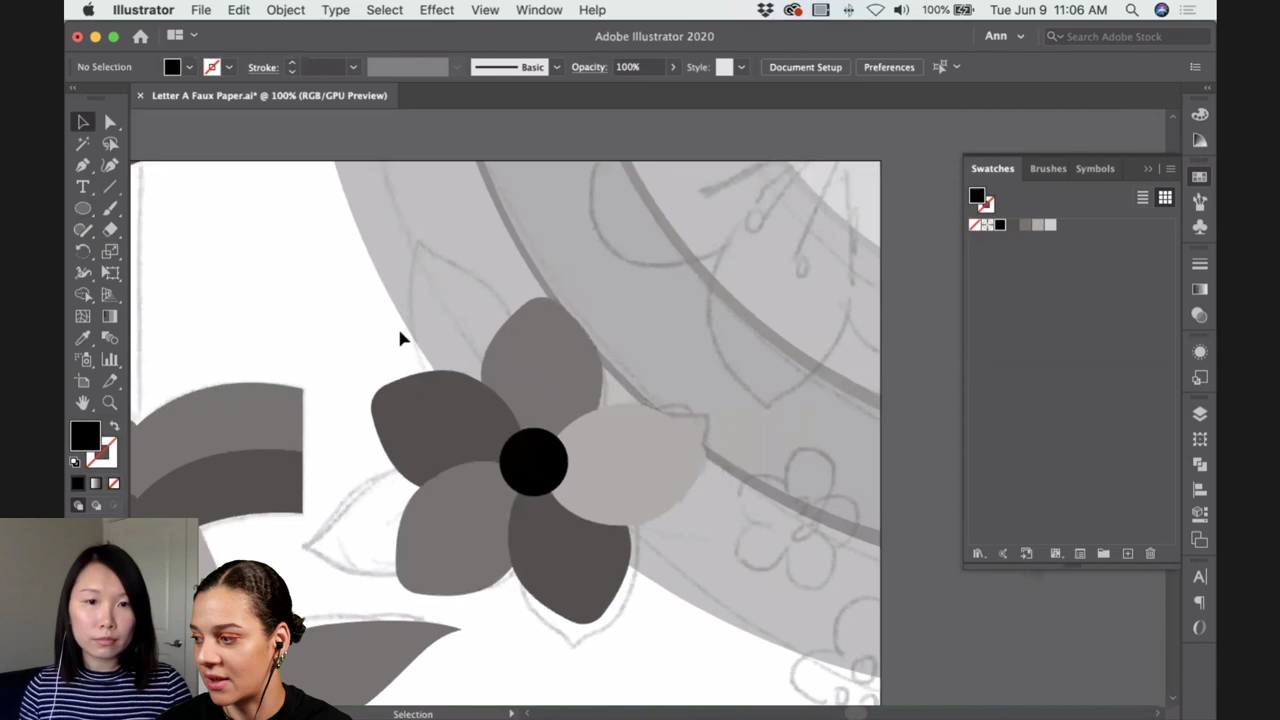 Illustrator File Edit Object Type Select Effect View Window Help 100% Tue Jun 9 11:06 AM
Adobe Illustrator 2020 Ann Search Adobe Stock
No Selection Stroke: Basic Opacity: 100% Style: Document Setup Preferences
× Letter A Faux Paper.ai* @ 100% (RGB/GPU Preview)
Swatches Brushes Symbols
Selection